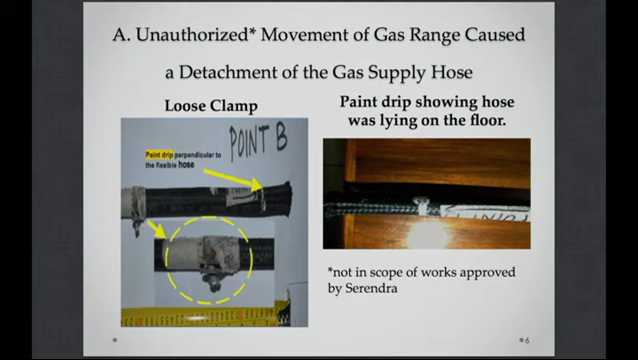 A. Unauthorized* Movement of Gas Range Caused
a Detachment of the Gas Supply Hose
Loose Clamp
Paint drip showing hose
was lying on the floor.
POINT B
Paint drip perpendicular to
the flexible hose
*not in scope of works approved
by Serendra
6